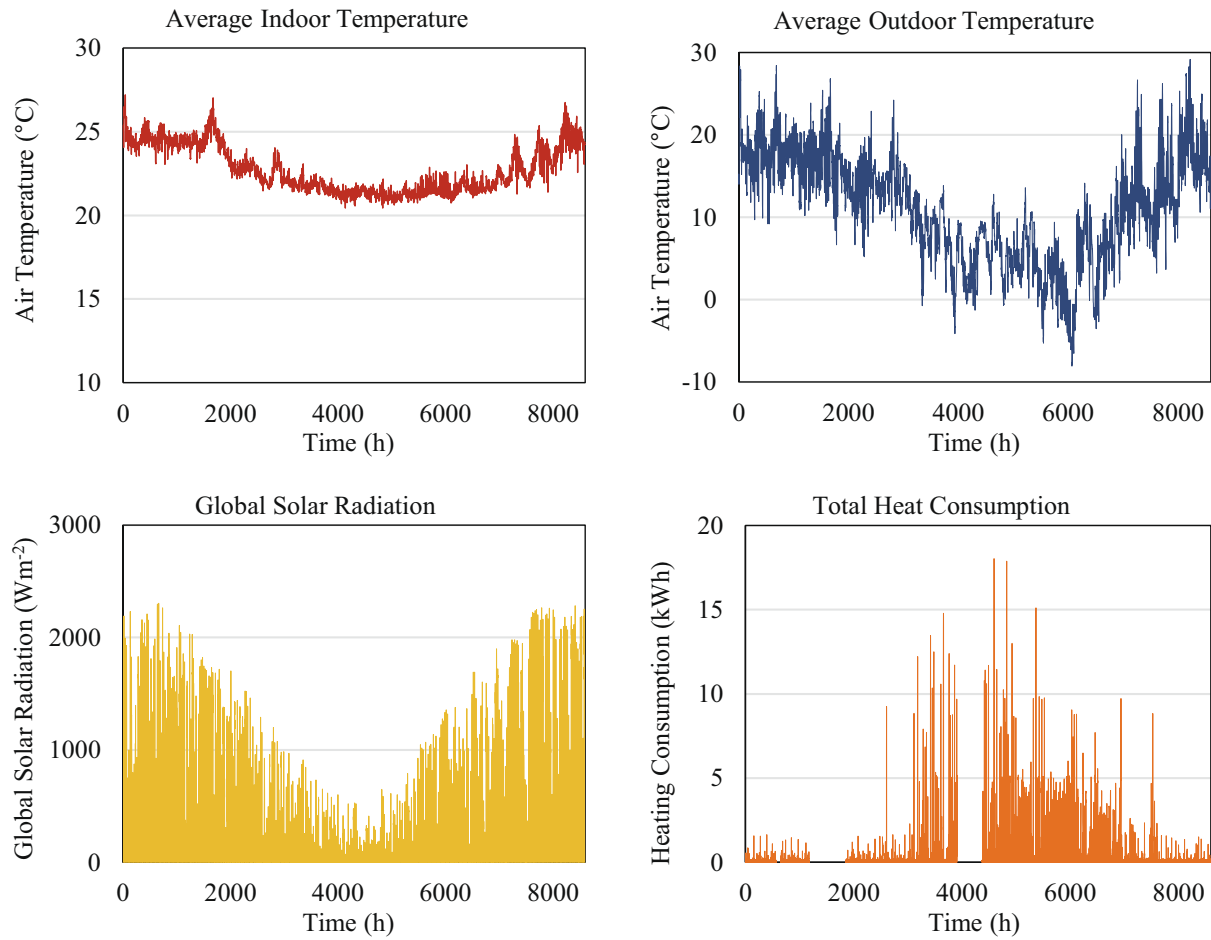 Average Indoor Temperature
30
25
20
15
10
Air Temperature (°C)
0 2000 4000 6000 8000
Time (h)
Average Outdoor Temperature
30
20
10
0
-10
Air Temperature (°C)
0 2000 4000 6000 8000
Time (h)
Global Solar Radiation
3000
2000
1000
0
Global Solar Radiation (Wm⁻²)
0 2000 4000 6000 8000
Time (h)
Total Heat Consumption
20
15
10
5
0
Heating Consumption (kWh)
0 2000 4000 6000 8000
Time (h)